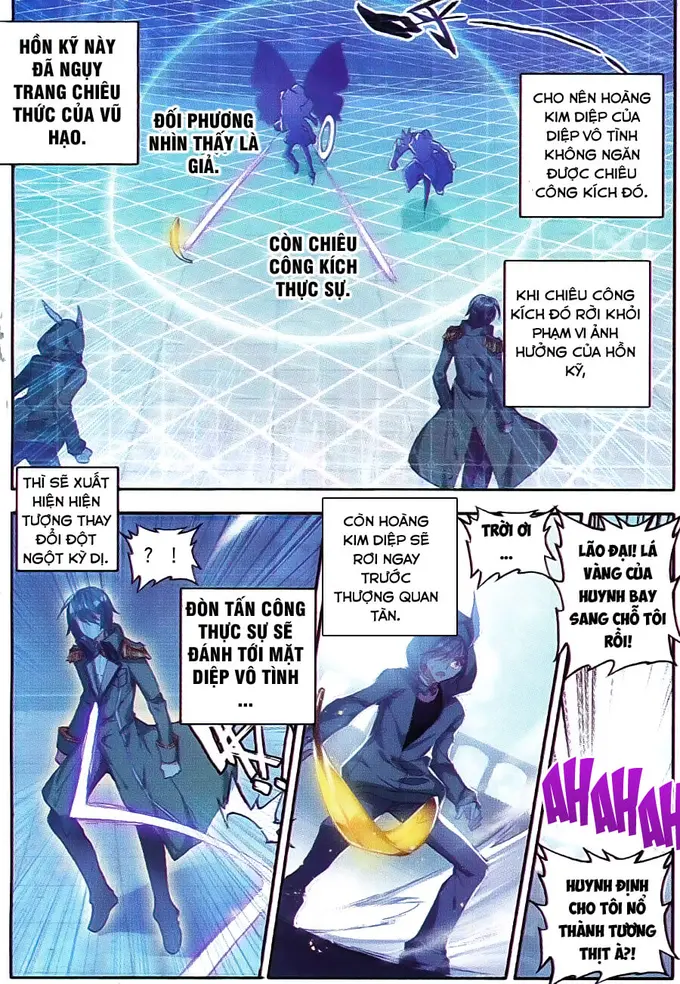 HỒN KỸ NÀY
ĐÃ NGỤY
TRANG CHIÊU
THỨC CỦA VŨ
HẠO.
ĐỐI PHƯƠNG
NHÌN THẤY LÀ
GIẢ.
CHO NÊN HOÀNG
KIM DIỆP CỦA
DIỆP VÔ TÌNH
KHÔNG NGĂN
ĐƯỢC CHIÊU
CÔNG KÍCH ĐÓ.
CÒN CHIÊU
CÔNG KÍCH
THỰC SỰ.
KHI CHIÊU CÔNG
KÍCH ĐÓ RỜI KHỎI
PHẠM VI ẢNH
HƯỞNG CỦA HỒN
KỸ,
THÌ SẼ XUẤT
HIỆN HIỆN
TƯỢNG THAY
ĐỔI ĐỘT
NGỘT KỲ DỊ.
? !
ĐÒN TẤN CÔNG
THỰC SỰ SẼ
ĐÁNH TỚI MẶT
DIỆP VÔ TÌNH
...
CÒN HOÀNG
KIM DIỆP SẼ
RƠI NGAY
TRƯỚC
THƯỢNG QUAN
TÂN.
TRỜI ƠI
...
LÃO ĐẠI! LÁ
VÀNG CỦA
HUYNH BAY
SANG CHỖ TÔI
RỒI!
AHAHAH
HUYNH ĐỊNH
CHO TÔI NỔ
THÀNH TƯƠNG
THỊT À?!